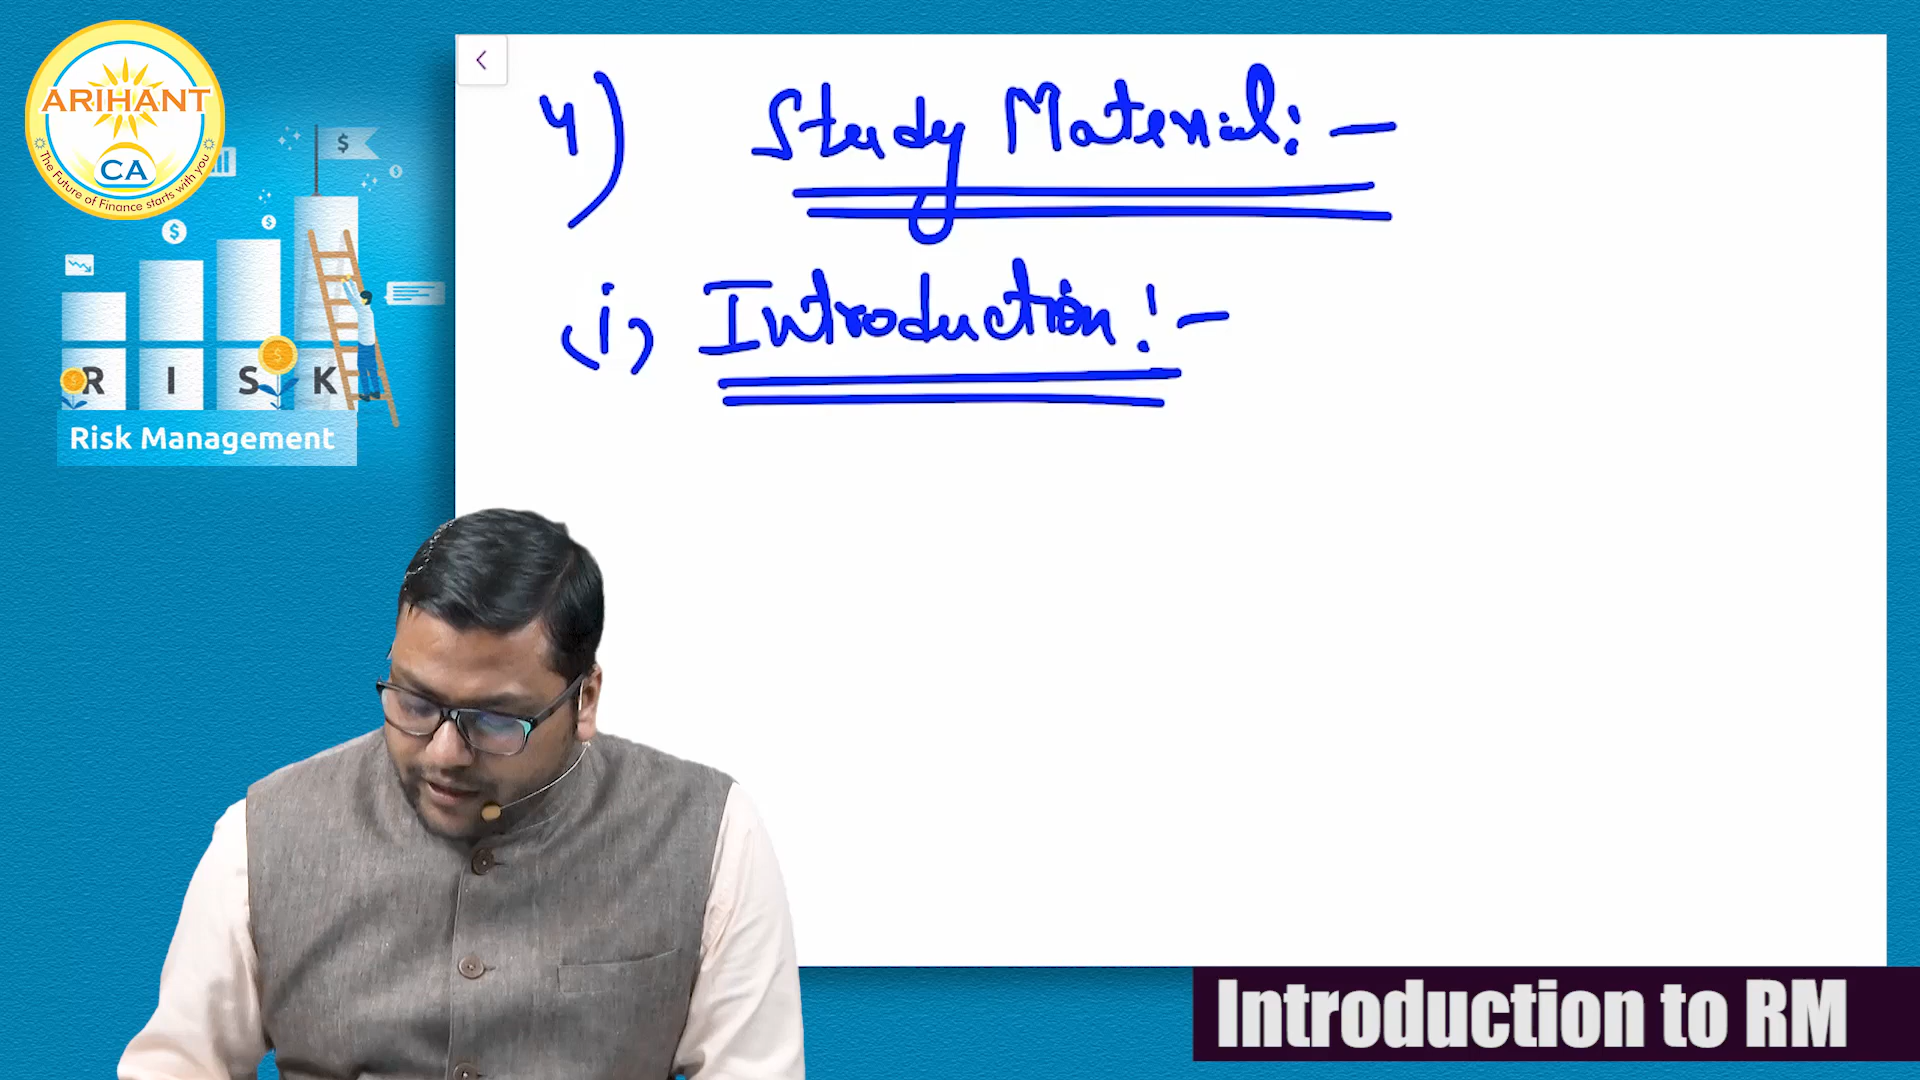 ARIHANT
CA
The Future of Finance starts with you
R I S K
Risk Management
4) Study Material:-
(i) Introduction:-
Introduction to RM